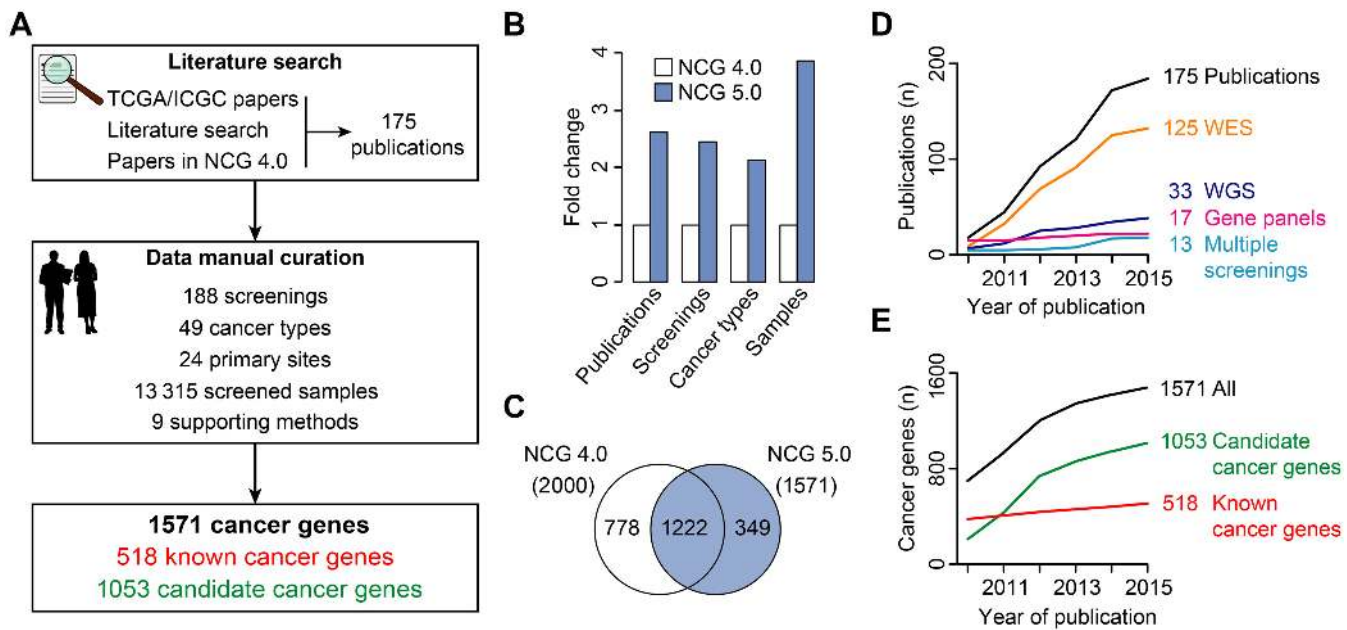 A
Literature search
TCGA/ICGC papers
Literature search
Papers in NCG 4.0
175
publications
Data manual curation
188 screenings
49 cancer types
24 primary sites
13 315 screened samples
9 supporting methods
1571 cancer genes
518 known cancer genes
1053 candidate cancer genes
B
Fold change
4
3
2
1
0
NCG 4.0
NCG 5.0
Publications
Screenings
Cancer types
Samples
C
NCG 4.0
(2000)
NCG 5.0
(1571)
778
1222
349
D
Publications (n)
200
100
0
175 Publications
125 WES
33 WGS
17 Gene panels
13 Multiple
screenings
2011
2013
2015
Year of publication
E
Cancer genes (n)
1600
800
0
1571 All
1053 Candidate
cancer genes
518 Known
cancer genes
2011
2013
2015
Year of publication